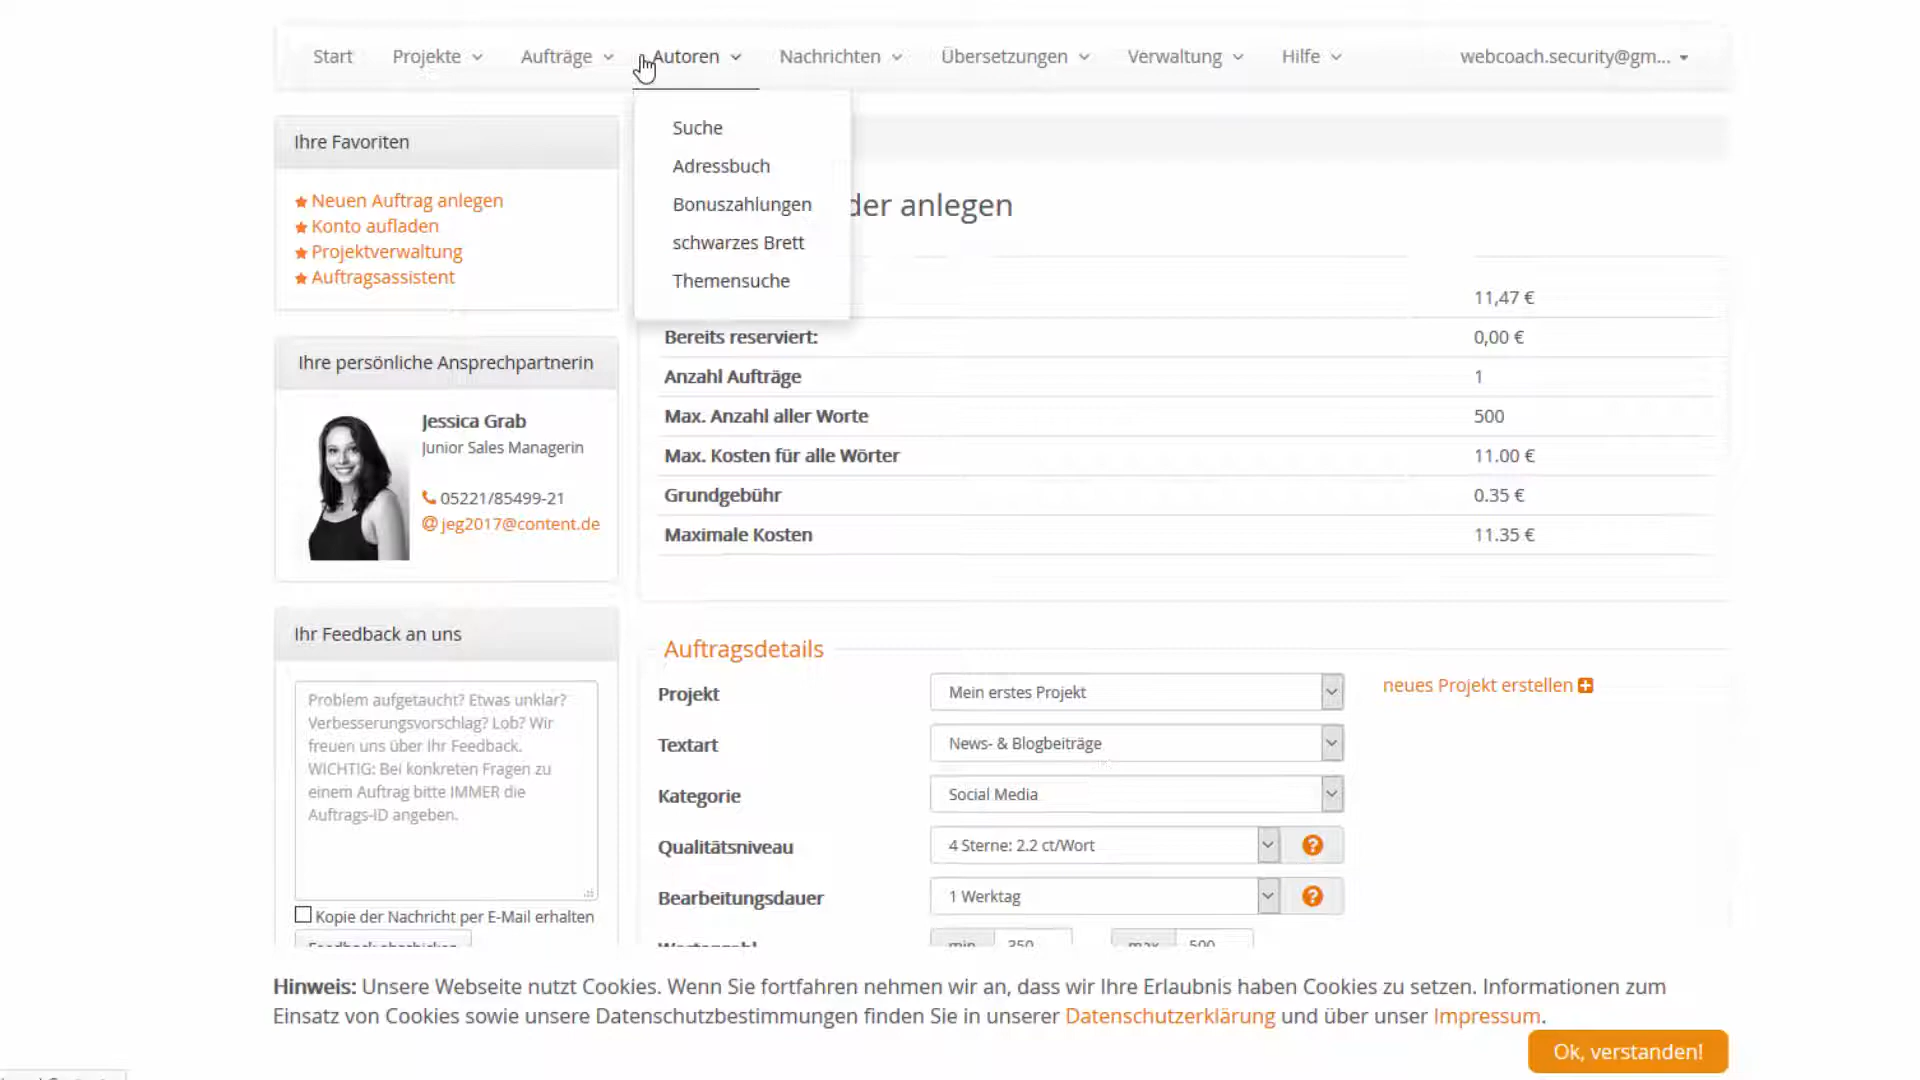 Start Projekte Aufträge Autoren Nachrichten Übersetzungen Verwaltung Hilfe webcoach.security@gm...
Suche
Adressbuch
Bonuszahlungen
schwarzes Brett
Themensuche
Ihre Favoriten
Neuen Auftrag anlegen
Konto aufladen
Projektverwaltung
Auftragsassistent
Ihre persönliche Ansprechpartnerin
Jessica Grab
Junior Sales Managerin
05221/85499-21
jeg2017@content.de
Ihr Feedback an uns
Problem aufgetaucht? Etwas unklar?
Verbesserungsvorschlag? Lob? Wir
freuen uns über Ihr Feedback.
WICHTIG: Bei konkreten Fragen zu
einem Auftrag bitte IMMER die
Auftrags-ID angeben.
Kopie der Nachricht per E-Mail erhalten
Feedback abschicken
der anlegen
11,47 €
Bereits reserviert: 0,00 €
Anzahl Aufträge 1
Max. Anzahl aller Worte 500
Max. Kosten für alle Wörter 11.00 €
Grundgebühr 0.35 €
Maximale Kosten 11.35 €
Auftragsdetails
Projekt Mein erstes Projekt neues Projekt erstellen
Textart News- & Blogbeiträge
Kategorie Social Media
Qualitätsniveau 4 Sterne: 2.2 ct/Wort ?
Bearbeitungsdauer 1 Werktag ?
Wortanzahl min 350 max 500
Hinweis: Unsere Webseite nutzt Cookies. Wenn Sie fortfahren nehmen wir an, dass wir Ihre Erlaubnis haben Cookies zu setzen. Informationen zum
Einsatz von Cookies sowie unsere Datenschutzbestimmungen finden Sie in unserer Datenschutzerklärung und über unser Impressum.
Ok, verstanden!